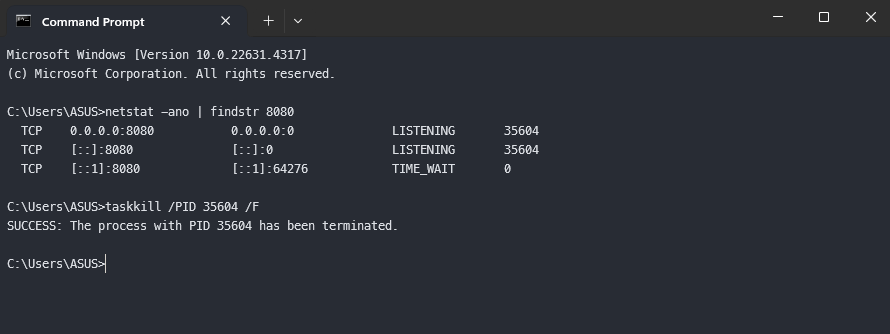 Command Prompt
Microsoft Windows [Version 10.0.22631.4317]
(c) Microsoft Corporation. All rights reserved.
C:\Users\ASUS>netstat –ano | findstr 8080
TCP 0.0.0.0:8080 0.0.0.0:0 LISTENING 35604
TCP [::]:8080 [::]:0 LISTENING 35604
TCP [::1]:8080 [::1]:64276 TIME_WAIT 0
C:\Users\ASUS>taskkill /PID 35604 /F
SUCCESS: The process with PID 35604 has been terminated.
C:\Users\ASUS>